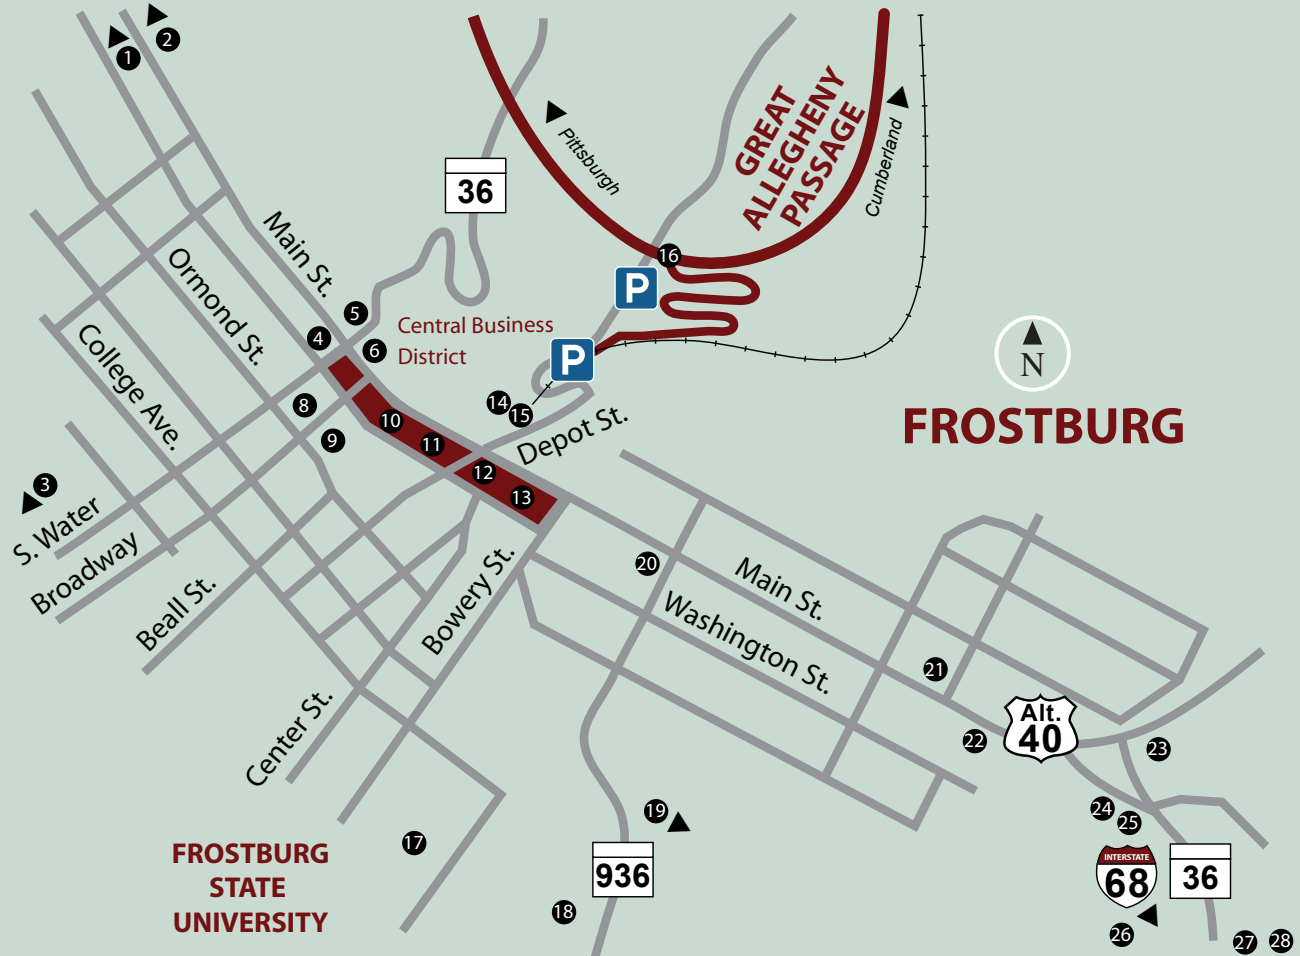 1
2
36
Pittsburgh
GREAT
ALLEGHENY
PASSAGE
Cumberland
Main St.
Ormond St.
College Ave.
16
P
5
4
6
Central Business
District
P
N
FROSTBURG
8
9
10
11
12
13
14
15
Depot St.
3
S. Water
Broadway
Beall St.
Bowery St.
Center St.
20
Main St.
Washington St.
21
22
Alt.
40
23
24
25
19
17
FROSTBURG
STATE
UNIVERSITY
936
18
INTERSTATE
68
36
26
27
28